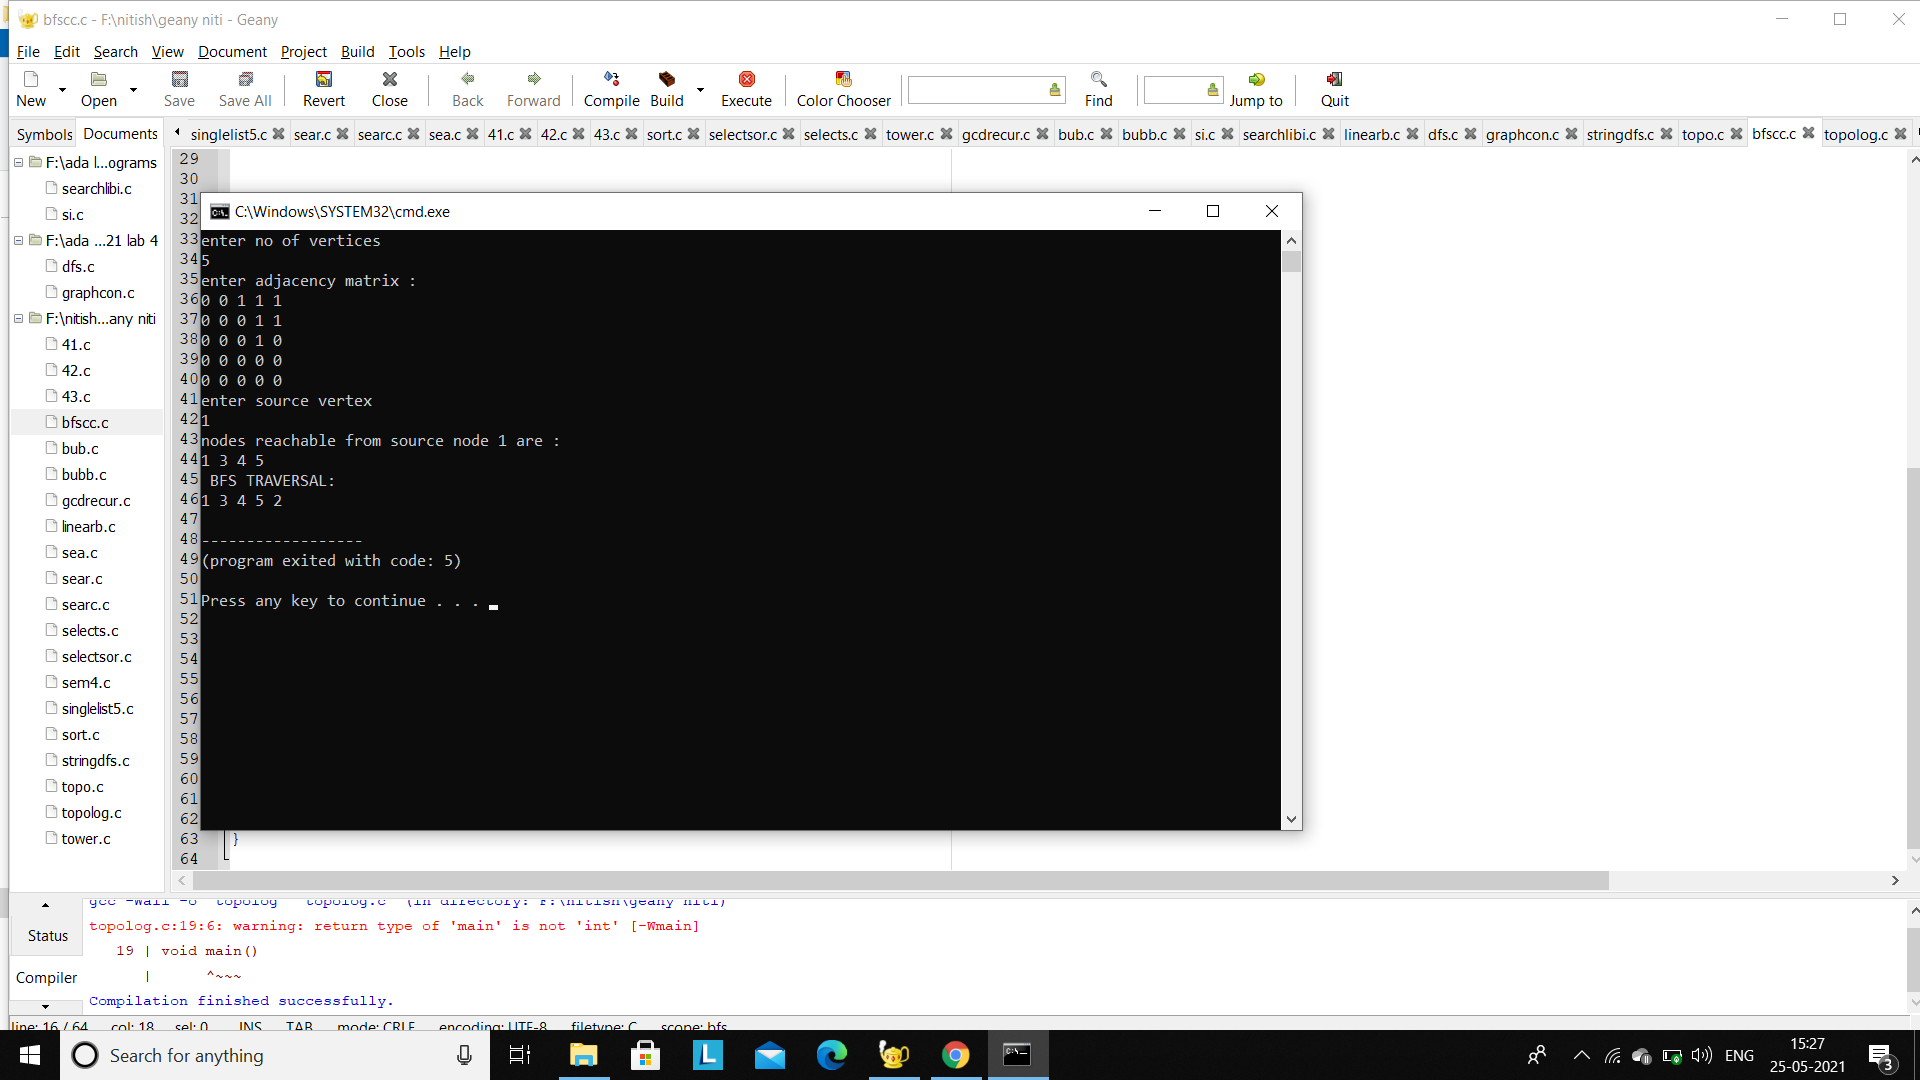 bfscc.c - F:\nitish\geany niti - Geany
File Edit Search View Document Project Build Tools Help
New Open Save Save All Revert Close Back Forward Compile Build Execute Color Chooser Find Jump to Quit
Symbols Documents singlelist5.c sear.c searc.c sea.c 41.c 42.c 43.c sort.c selectsor.c selects.c tower.c gcdrecur.c bub.c bubb.c si.c searchlibi.c linearb.c dfs.c graphcon.c stringdfs.c topo.c bfscc.c topolog.c
F:\ada l...ograms
searchlibi.c
si.c
F:\ada ...21 lab 4
dfs.c
graphcon.c
F:\nitish...any niti
41.c
42.c
43.c
bfscc.c
bub.c
bubb.c
gcdrecur.c
linearb.c
sea.c
sear.c
searc.c
selects.c
selectsor.c
sem4.c
singlelist5.c
sort.c
stringdfs.c
topo.c
topolog.c
tower.c
29
30
31
32
33
34
35
36
37
38
39
40
41
42
43
44
45
46
47
48
49
50
51
52
53
54
55
56
57
58
59
60
61
62
63 }
64
C:\Windows\SYSTEM32\cmd.exe
enter no of vertices
5
enter adjacency matrix :
0 0 1 1 1
0 0 0 1 1
0 0 0 1 0
0 0 0 0 0
0 0 0 0 0
enter source vertex
1
nodes reachable from source node 1 are :
1 3 4 5
BFS TRAVERSAL:
1 3 4 5 2
------------------
(program exited with code: 5)
Press any key to continue . . .
Status
Compiler
gcc -Wall -o "topolog" "topolog.c" (in directory: F:\nitish\geany niti)
topolog.c:19:6: warning: return type of 'main' is not 'int' [-Wmain]
19 | void main()
| ^~~~
Compilation finished successfully.
line: 16 / 64 col: 18 sel: 0 INS TAB mode: CRLF encoding: UTF-8 filetype: C scope: bfs
Search for anything
L
ENG
15:27
25-05-2021
3